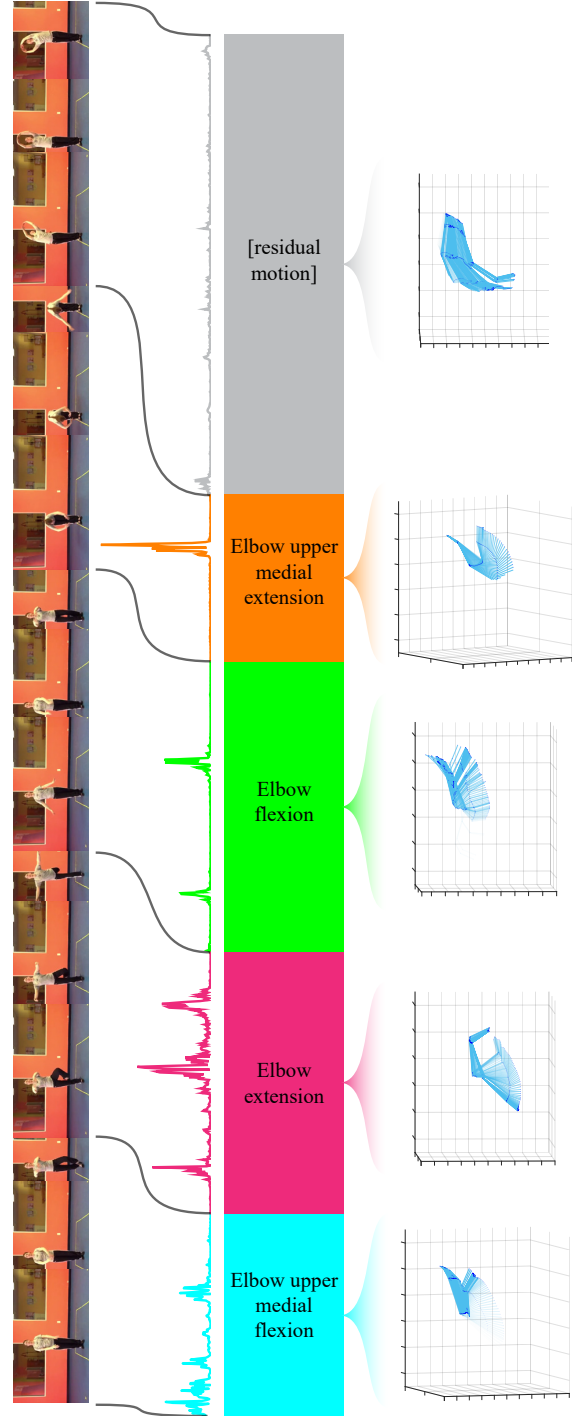 [residual
motion]
Elbow upper
medial
extension
Elbow
flexion
Elbow
extension
Elbow upper
medial
flexion